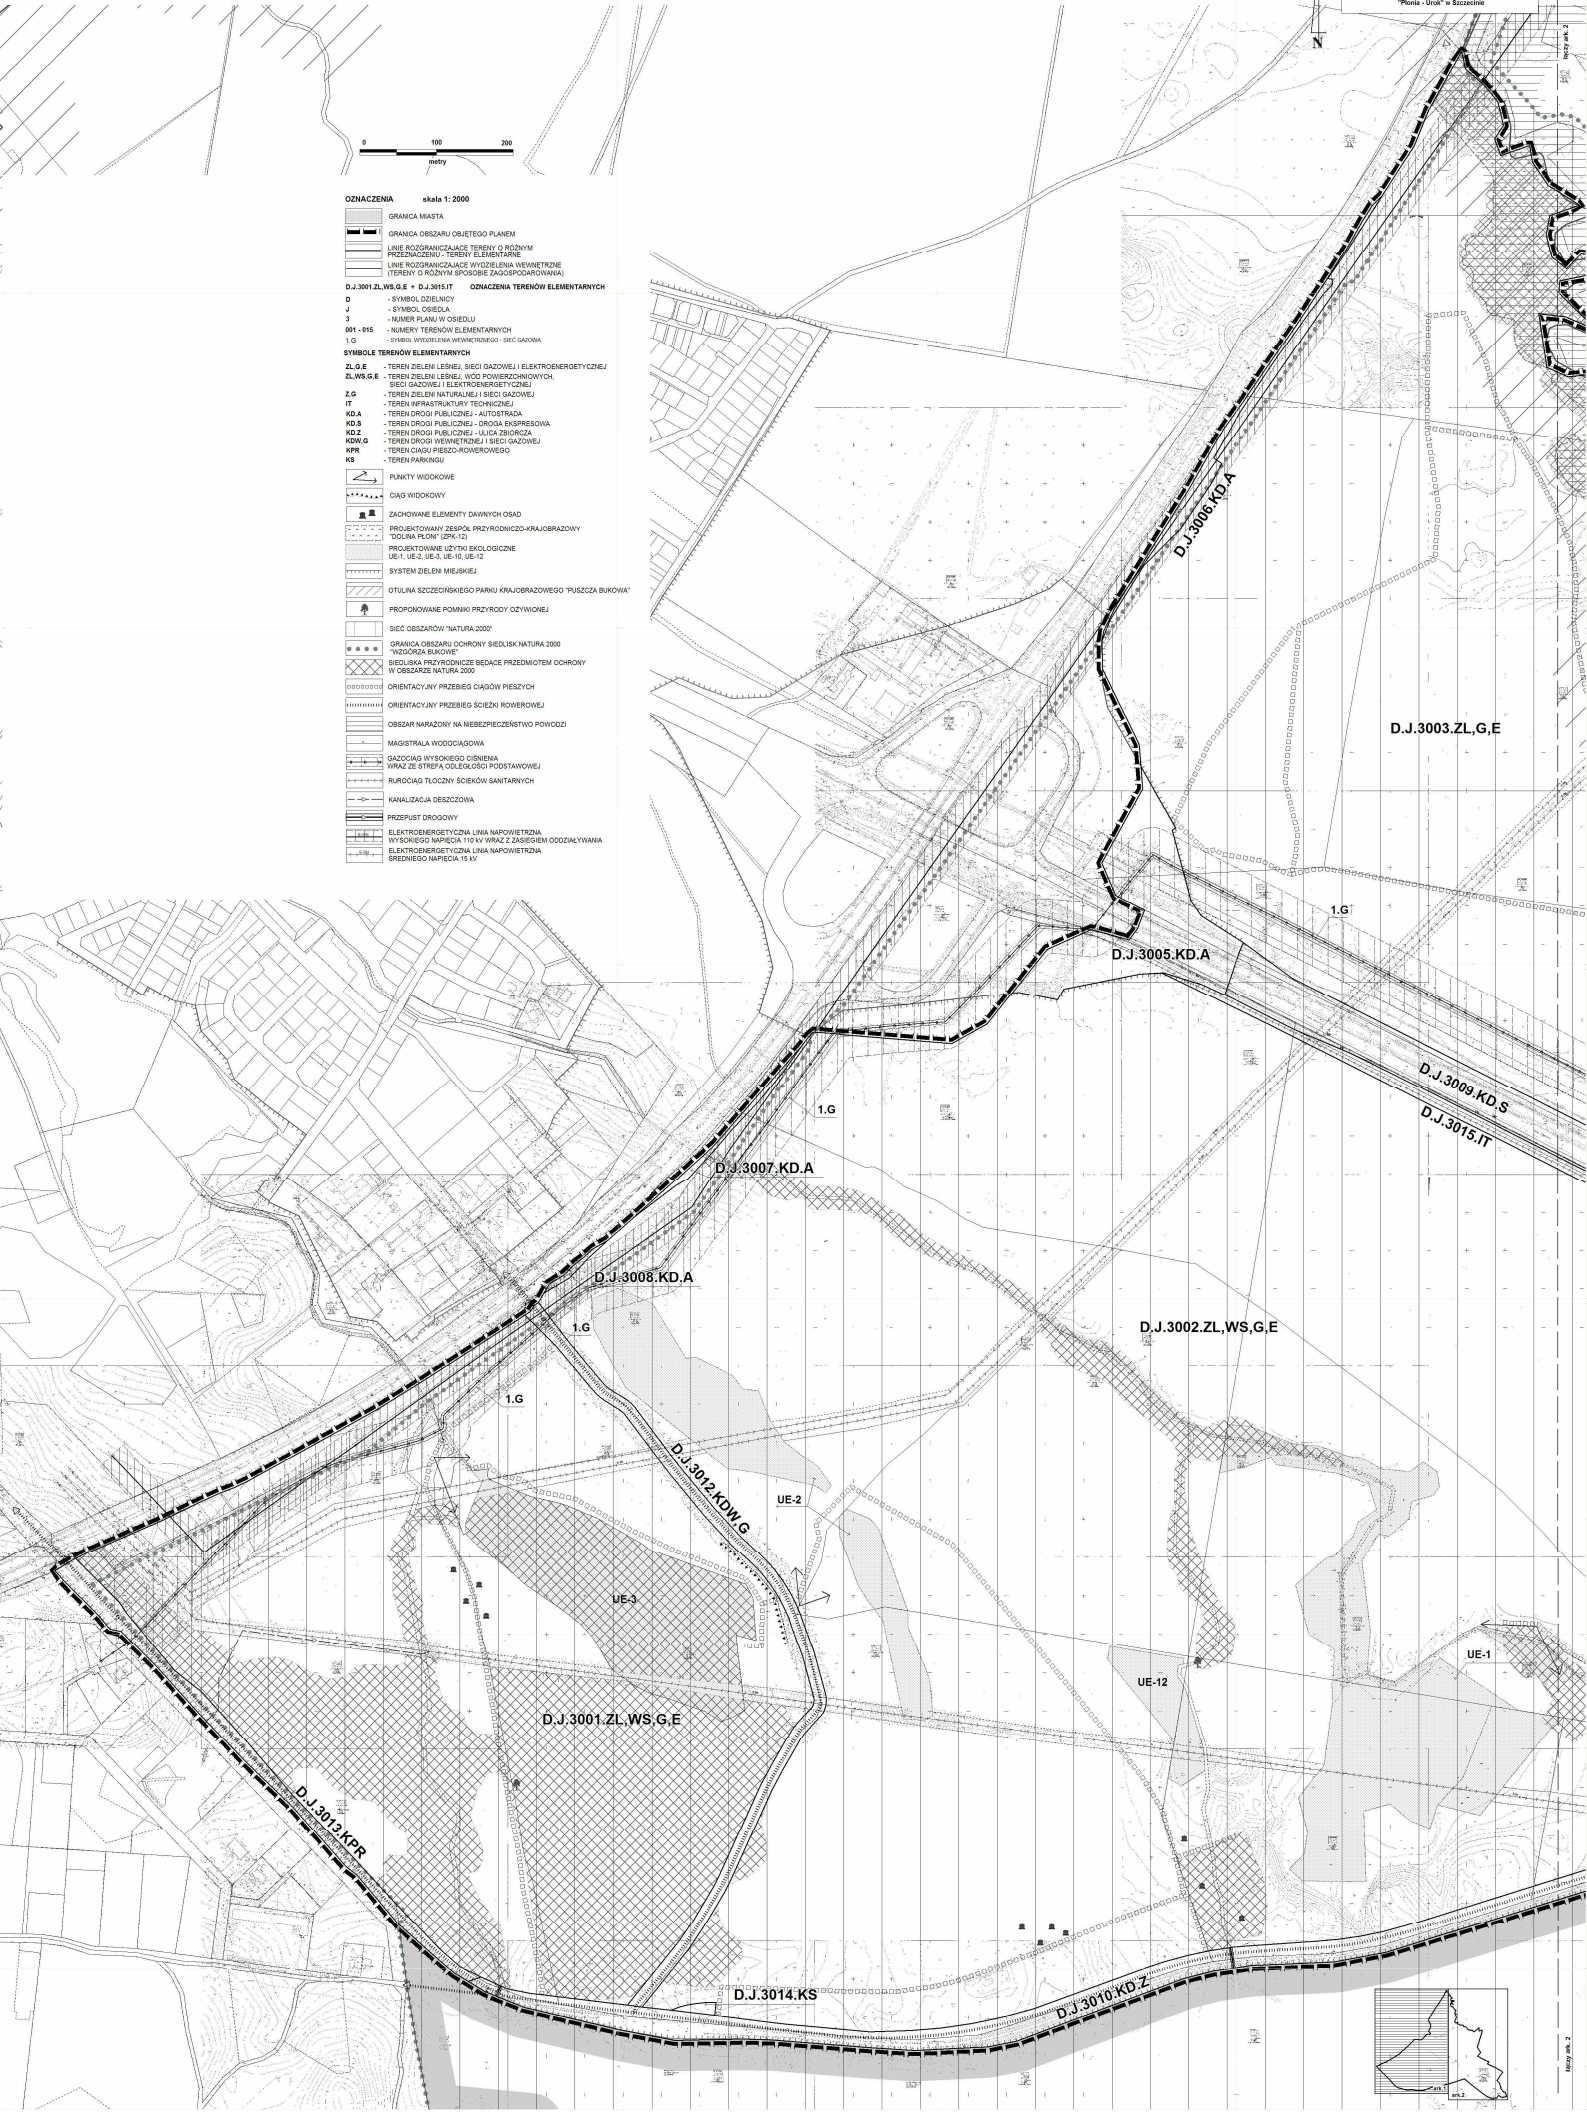 "Płonia - Urok" w Szczecinie
łączy ark. 2
N
0 100 200
metry
OZNACZENIA skala 1: 2000
GRANICA MIASTA
GRANICA OBSZARU OBJĘTEGO PLANEM
LINIE ROZGRANICZAJĄCE TERENY O RÓŻNYM
PRZEZNACZENIU - TERENY ELEMENTARNE
LINIE ROZGRANICZAJĄCE WYDZIELENIA WEWNĘTRZNE
(TERENY O RÓŻNYM SPOSOBIE ZAGOSPODAROWANIA)
D.J.3001.ZL,WS,G,E ÷ D.J.3015.IT OZNACZENIA TERENÓW ELEMENTARNYCH
D - SYMBOL DZIELNICY
J - SYMBOL OSIEDLA
3 - NUMER PLANU W OSIEDLU
001 - 015 - NUMERY TERENÓW ELEMENTARNYCH
1.G - SYMBOL WYDZIELENIA WEWNĘTRZNEGO - SIEĆ GAZOWA
SYMBOLE TERENÓW ELEMENTARNYCH
ZL,G,E - TEREN ZIELENI LEŚNEJ, SIECI GAZOWEJ I ELEKTROENERGETYCZNEJ
ZL,WS,G,E - TEREN ZIELENI LEŚNEJ, WÓD POWIERZCHNIOWYCH,
SIECI GAZOWEJ I ELEKTROENERGETYCZNEJ
Z,G - TEREN ZIELENI NATURALNEJ I SIECI GAZOWEJ
IT - TEREN INFRASTRUKTURY TECHNICZNEJ
KD.A - TEREN DROGI PUBLICZNEJ - AUTOSTRADA
KD.S - TEREN DROGI PUBLICZNEJ - DROGA EKSPRESOWA
KD.Z - TEREN DROGI PUBLICZNEJ - ULICA ZBIORCZA
KDW,G - TEREN DROGI WEWNĘTRZNEJ I SIECI GAZOWEJ
KPR - TEREN CIĄGU PIESZO-ROWEROWEGO
KS - TEREN PARKINGU
PUNKTY WIDOKOWE
CIĄG WIDOKOWY
ZACHOWANE ELEMENTY DAWNYCH OSAD
PROJEKTOWANY ZESPÓŁ PRZYRODNICZO-KRAJOBRAZOWY
"DOLINA PŁONI" (ZPK-12)
PROJEKTOWANE UŻYTKI EKOLOGICZNE
UE-1, UE-2, UE-3, UE-10, UE-12
SYSTEM ZIELENI MIEJSKIEJ
OTULINA SZCZECIŃSKIEGO PARKU KRAJOBRAZOWEGO "PUSZCZA BUKOWA"
PROPONOWANE POMNIKI PRZYRODY OŻYWIONEJ
SIEĆ OBSZARÓW "NATURA 2000"
GRANICA OBSZARU OCHRONY SIEDLISK NATURA 2000
"WZGÓRZA BUKOWE"
SIEDLISKA PRZYRODNICZE BĘDĄCE PRZEDMIOTEM OCHRONY
W OBSZARZE NATURA 2000
ORIENTACYJNY PRZEBIEG CIĄGÓW PIESZYCH
ORIENTACYJNY PRZEBIEG ŚCIEŻKI ROWEROWEJ
OBSZAR NARAŻONY NA NIEBEZPIECZEŃSTWO POWODZI
MAGISTRALA WODOCIĄGOWA
GAZOCIĄG WYSOKIEGO CIŚNIENIA
WRAZ ZE STREFĄ ODLEGŁOŚCI PODSTAWOWEJ
RUROCIĄG TŁOCZNY ŚCIEKÓW SANITARNYCH
KANALIZACJA DESZCZOWA
PRZEPUST DROGOWY
ELEKTROENERGETYCZNA LINIA NAPOWIETRZNA
WYSOKIEGO NAPIĘCIA 110 kV WRAZ Z ZASIĘGIEM ODDZIAŁYWANIA
ELEKTROENERGETYCZNA LINIA NAPOWIETRZNA
ŚREDNIEGO NAPIĘCIA 15 kV
D.J.3006.KD.A
D.J.3003.ZL,G,E
1.G
D.J.3005.KD.A
D.J.3009.KD.S
D.J.3015.IT
1.G
D.J.3007.KD.A
D.J.3008.KD.A
1.G
D.J.3002.ZL,WS,G,E
1.G
D.J.3012.KDW,G
UE-2
UE-3
UE-1
UE-12
D.J.3001.ZL,WS,G,E
D.J.3013.KPR
D.J.3014.KS
D.J.3010.KD.Z
ark.1
ark.2
łączy ark. 2